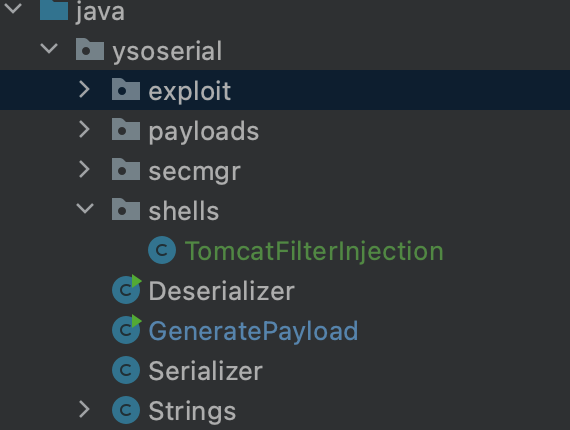 java
ysoserial
exploit
payloads
secmgr
shells
C TomcatFilterInjection
C Deserializer
C GeneratePayload
C Serializer
C Strings